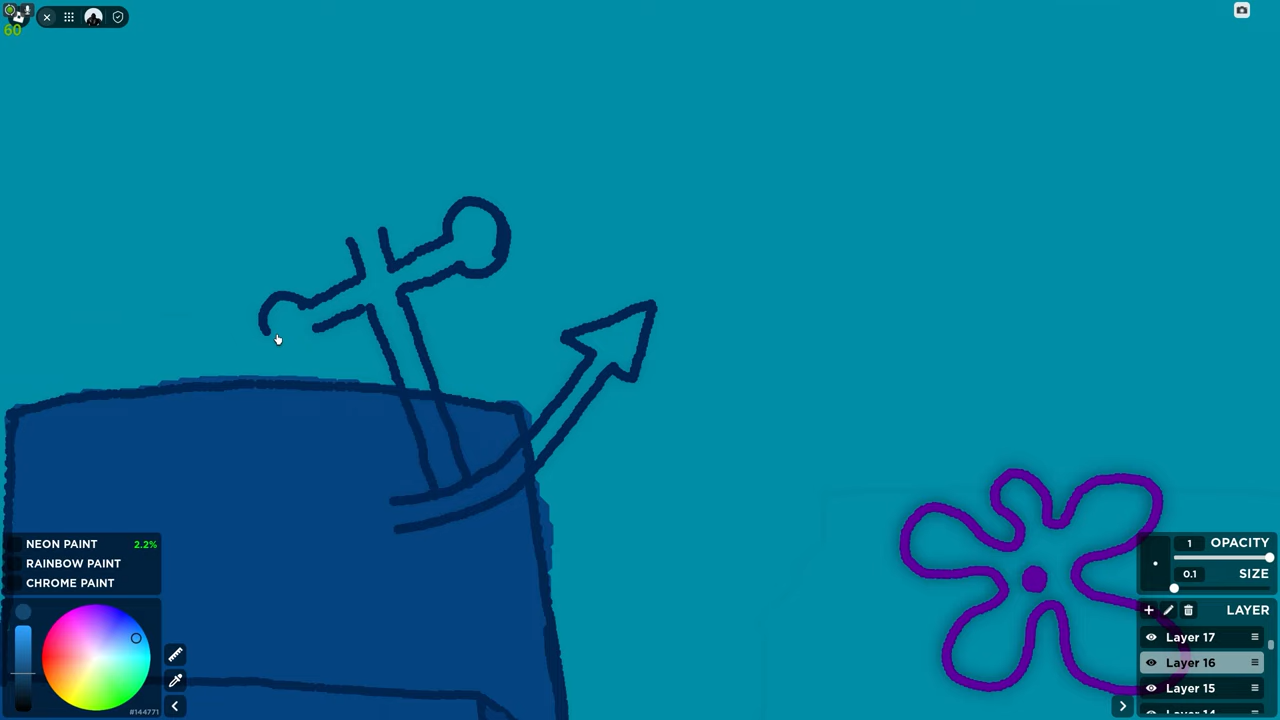 60
NEON PAINT 2.2%
RAINBOW PAINT
CHROME PAINT
#144771
1 OPACITY
0.1 SIZE
LAYER
Layer 17
Layer 16
Layer 15